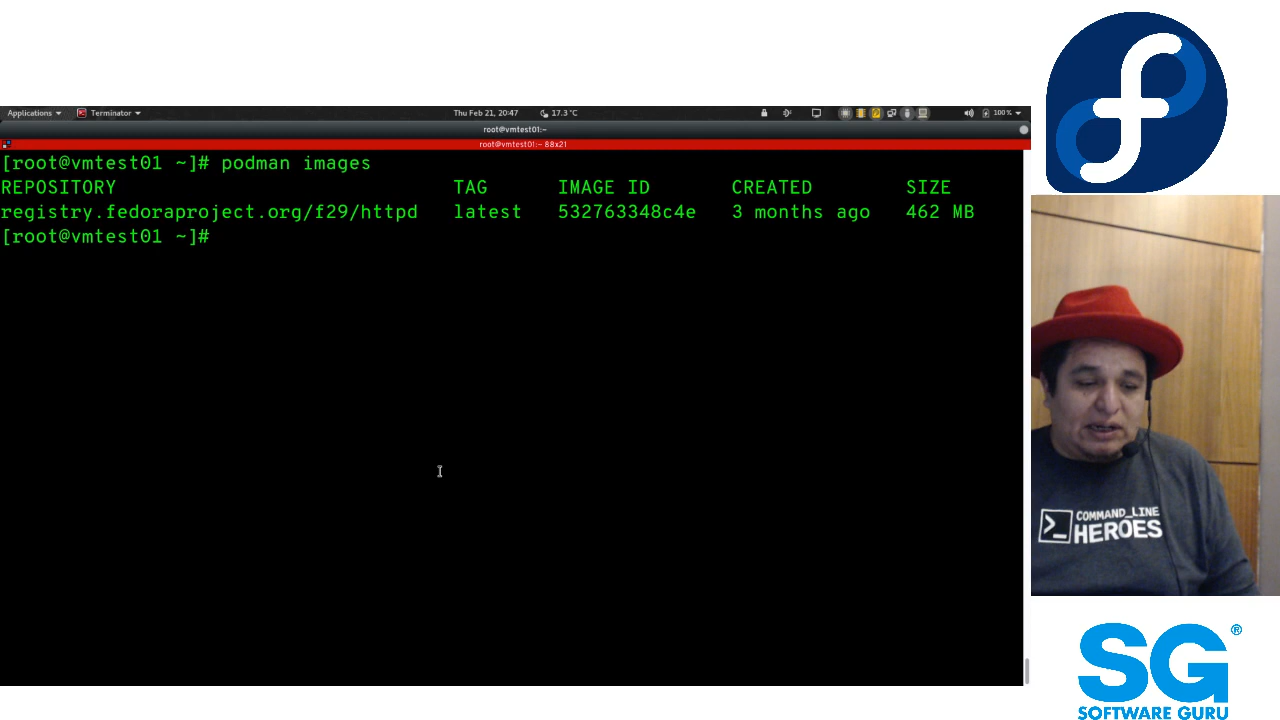 Applications
Terminator
Thu Feb 21, 20:47
17.3 °C
100 %
root@vmtest01:~
root@vmtest01:~ 88x21
[root@vmtest01 ~]# podman images
REPOSITORY TAG IMAGE ID CREATED SIZE
registry.fedoraproject.org/f29/httpd latest 532763348c4e 3 months ago 462 MB
[root@vmtest01 ~]#
>_ COMMAND_LINE
HEROES
SG®
SOFTWARE GURU